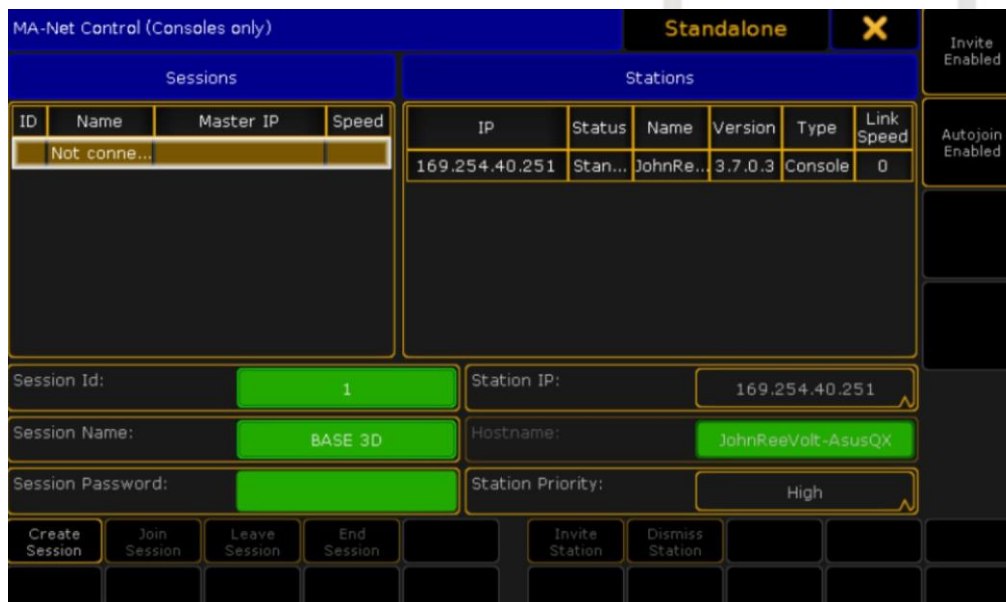 MA-Net Control (Consoles only)
Standalone
Invite
Enabled
Sessions
Stations
ID Name Master IP Speed
IP Status Name Version Type Link Speed
Autojoin
Enabled
Not conne...
169.254.40.251 Stan... JohnRe... 3.7.0.3 Console 0
Session Id: 1
Station IP: 169.254.40.251
Session Name: BASE 3D
Hostname: JohnReeVolt-AsusQX
Session Password:
Station Priority: High
Create Session
Join Session
Leave Session
End Session
Invite Station
Dismiss Station